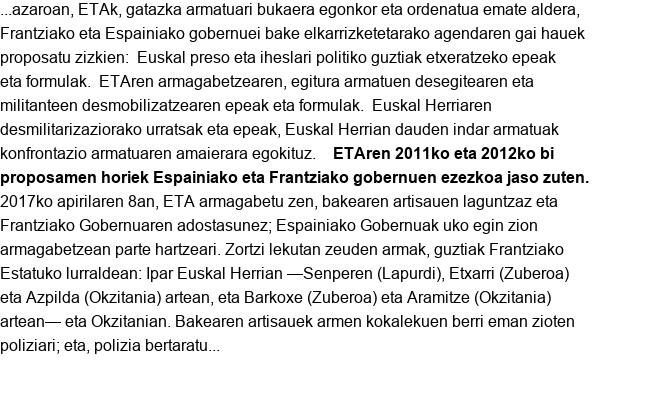 ...azaroan, ETAk, gatazka armatuari bukaera egonkor eta ordenatua emate aldera,
Frantziako eta Espainiako gobernuei bake elkarrizketetarako agendaren gai hauek
proposatu zizkien:  Euskal preso eta iheslari politiko guztiak etxeratzeko epeak
eta formulak.  ETAren armagabetzearen, egitura armatuen desegitearen eta
militanteen desmobilizatzearen epeak eta formulak.  Euskal Herriaren
desmilitarizaziorako urratsak eta epeak, Euskal Herrian dauden indar armatuak
konfrontazio armatuaren amaierara egokituz.    ETAren 2011ko eta 2012ko bi
proposamen horiek Espainiako eta Frantziako gobernuen ezezkoa jaso zuten.
2017ko apirilaren 8an, ETA armagabetu zen, bakearen artisauen laguntzaz eta
Frantziako Gobernuaren adostasunez; Espainiako Gobernuak uko egin zion
armagabetzean parte hartzeari. Zortzi lekutan zeuden armak, guztiak Frantziako
Estatuko lurraldean: Ipar Euskal Herrian —Senperen (Lapurdi), Etxarri (Zuberoa)
eta Azpilda (Okzitania) artean, eta Barkoxe (Zuberoa) eta Aramitze (Okzitania)
artean— eta Okzitanian. Bakearen artisauek armen kokalekuen berri eman zioten
poliziari; eta, polizia bertaratu...